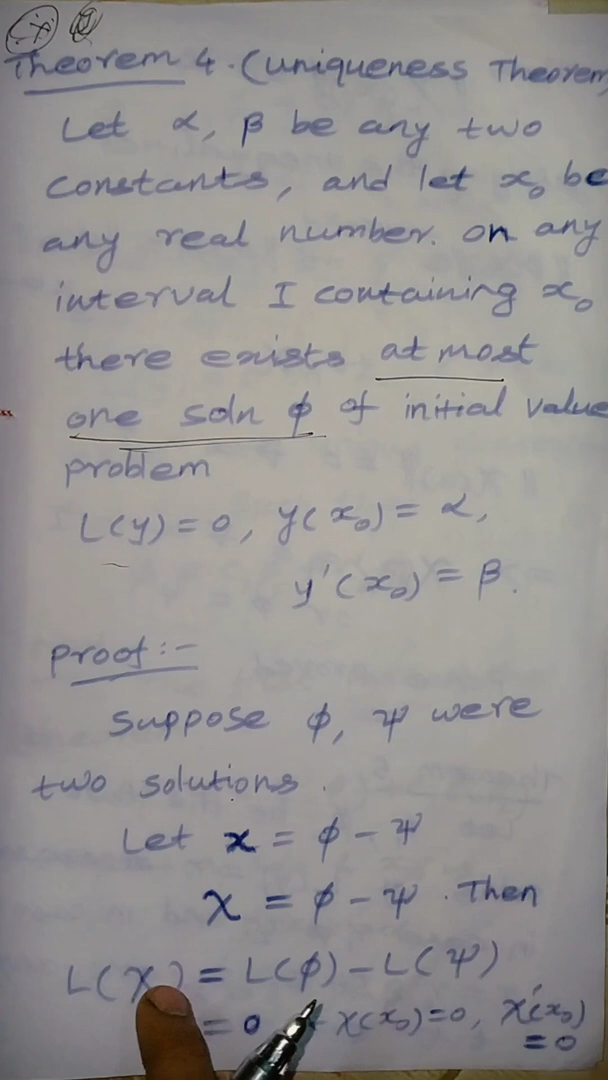 Theorem 4. (Uniqueness Theorem)
Let α, β be any two
constants, and let x₀ be
any real number. on any
interval I containing x₀
there exists at most
one soln φ of initial value
problem
L(y) = 0, y(x₀) = α,
y'(x₀) = β.
Proof :-
Suppose φ, ψ were
two solutions.
Let x = φ - ψ
χ = φ - ψ. Then
L(χ) = L(φ) - L(ψ)
= 0 χ(x₀) = 0, χ'(x₀)
= 0